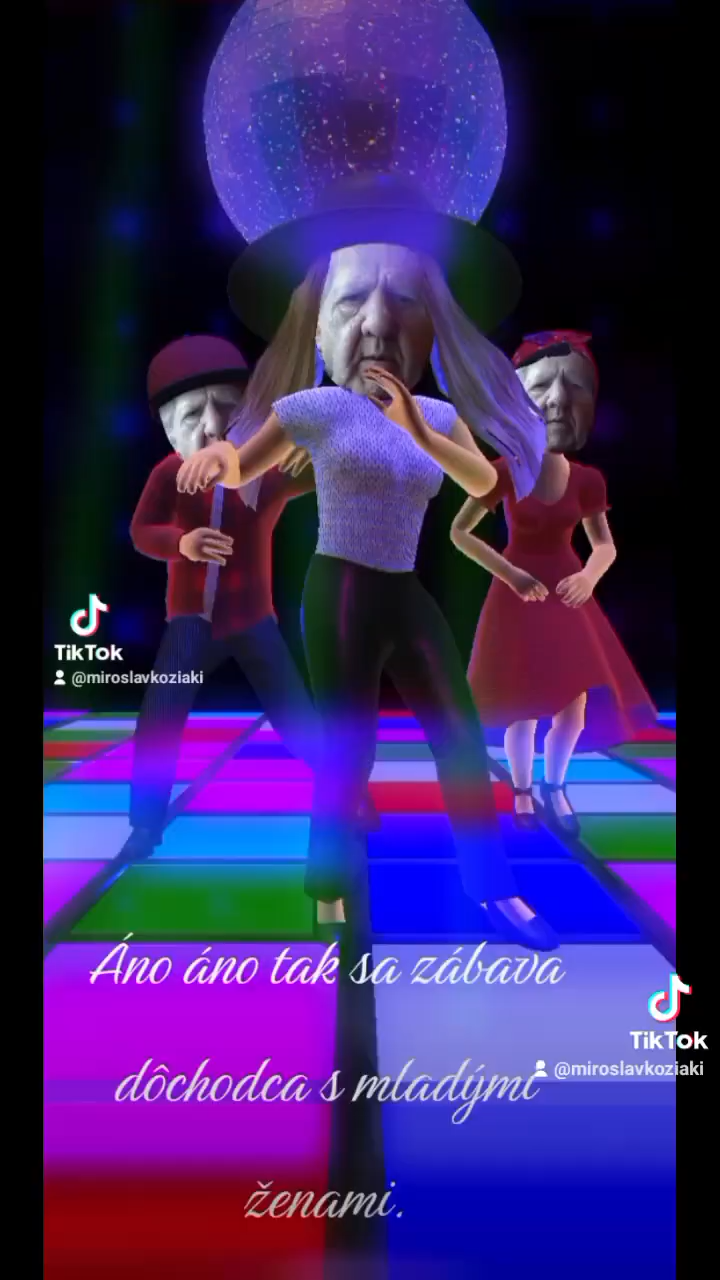 TikTok
@miroslavkoziaki
Áno áno tak sa zábava
TikTok
@miroslavkoziaki
dôchodca s mladými
ženami.